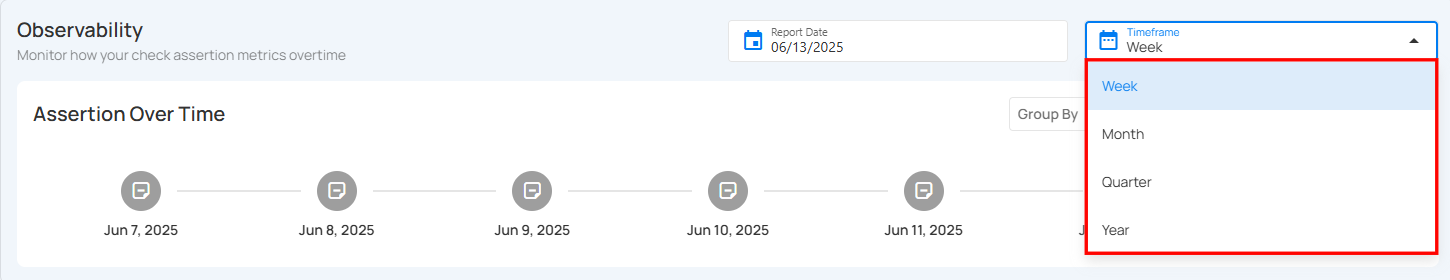 Observability
Monitor how your check assertion metrics overtime
Report Date
06/13/2025
Timeframe
Week
Week
Month
Quarter
Year
Assertion Over Time
Group By
Jun 7, 2025
Jun 8, 2025
Jun 9, 2025
Jun 10, 2025
Jun 11, 2025